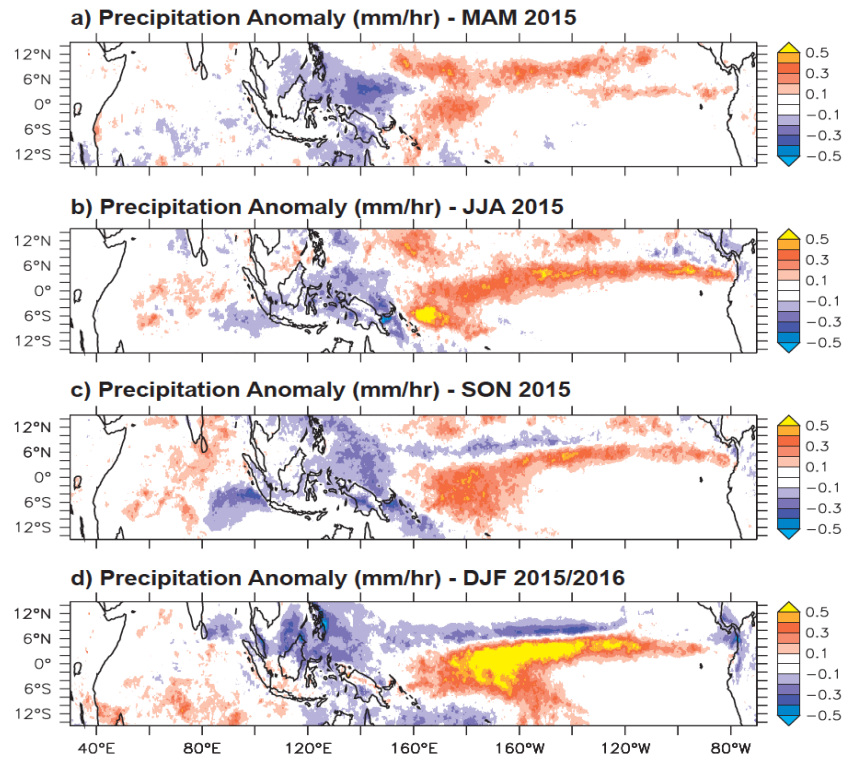 a) Precipitation Anomaly (mm/hr) - MAM 2015
12°N
6°N
0°
6°S
12°S
0.5
0.3
0.1
−0.1
−0.3
−0.5
b) Precipitation Anomaly (mm/hr) - JJA 2015
12°N
6°N
0°
6°S
12°S
0.5
0.3
0.1
−0.1
−0.3
−0.5
c) Precipitation Anomaly (mm/hr) - SON 2015
12°N
6°N
0°
6°S
12°S
0.5
0.3
0.1
−0.1
−0.3
−0.5
d) Precipitation Anomaly (mm/hr) - DJF 2015/2016
12°N
6°N
0°
6°S
12°S
0.5
0.3
0.1
−0.1
−0.3
−0.5
40°E 80°E 120°E 160°E 160°W 120°W 80°W